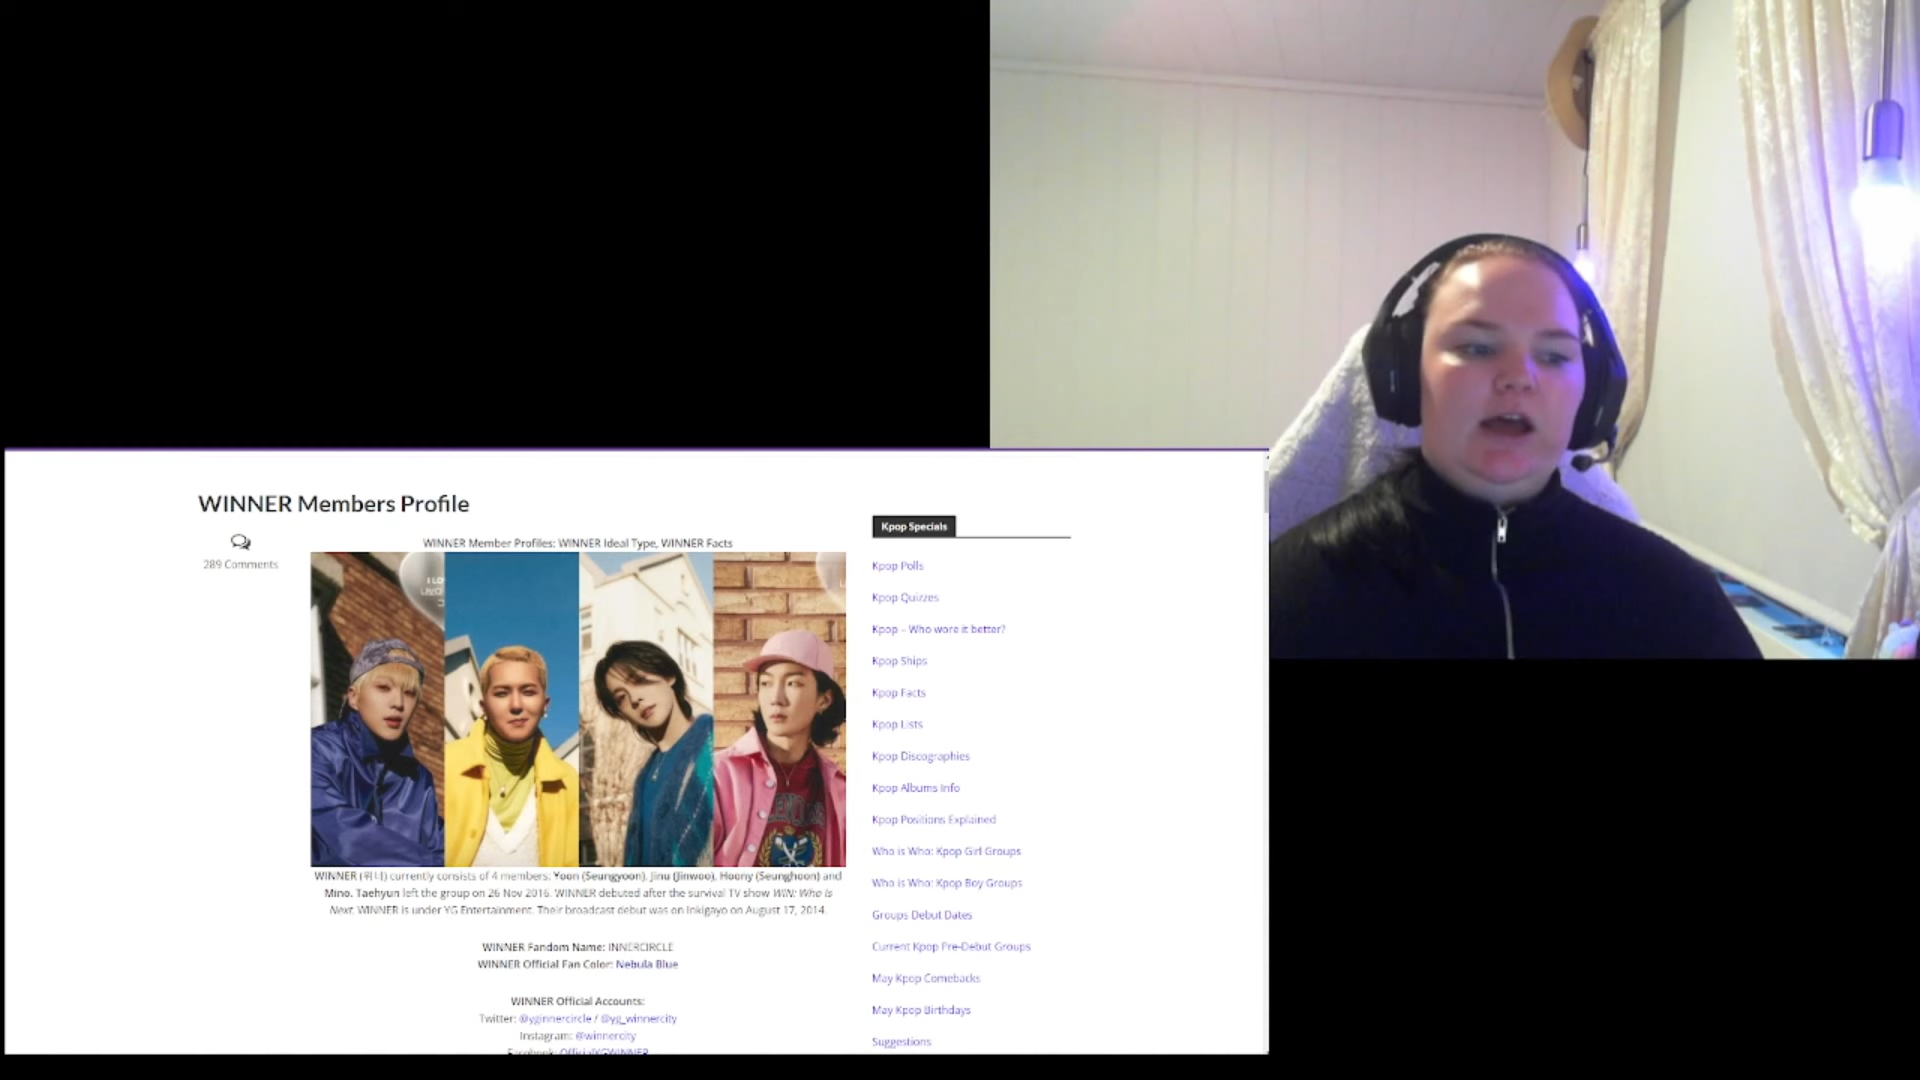 WINNER Members Profile
289 Comments
WINNER Member Profiles: WINNER Ideal Type, WINNER Facts
WINNER (위너) currently consists of 4 members: Yoon (Seungyoon), Jinu (Jinwoo), Hoony (Seunghoon) and
Mino. Taehyun left the group on 26 Nov 2016. WINNER debuted after the survival TV show WIN: Who Is
Next. WINNER is under YG Entertainment. Their broadcast debut was on Inkigayo on August 17, 2014.
WINNER Fandom Name: INNERCIRCLE
WINNER Official Fan Color: Nebula Blue
WINNER Official Accounts:
Twitter: @yginnercircle / @yg_winnercity
Instagram: @winnercity
Facebook: OfficialYGWINNER
Kpop Specials
Kpop Polls
Kpop Quizzes
Kpop – Who wore it better?
Kpop Ships
Kpop Facts
Kpop Lists
Kpop Discographies
Kpop Albums Info
Kpop Positions Explained
Who is Who: Kpop Girl Groups
Who is Who: Kpop Boy Groups
Groups Debut Dates
Current Kpop Pre-Debut Groups
May Kpop Comebacks
May Kpop Birthdays
Suggestions